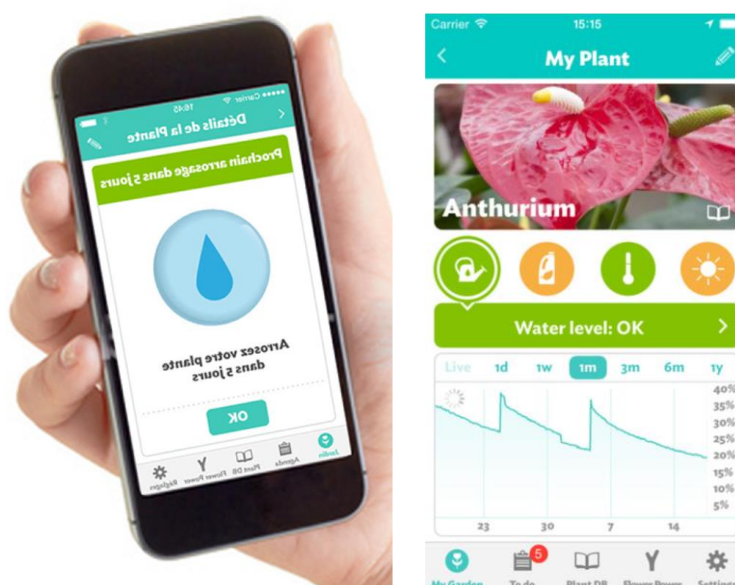 Carrier 16:45
Détails de la Plante
Prochain arrosage dans 5 jours
Arrosez votre plante
dans 5 jours
OK
Jardin Agenda Plant DB Flower Power Réglages
Carrier 15:15
My Plant
Anthurium
Water level: OK
Live 1d 1w 1m 3m 6m 1y
40%
35%
30%
25%
20%
15%
10%
5%
23 30 7 14
5
My Garden To do Plant DB Flower Power Settings